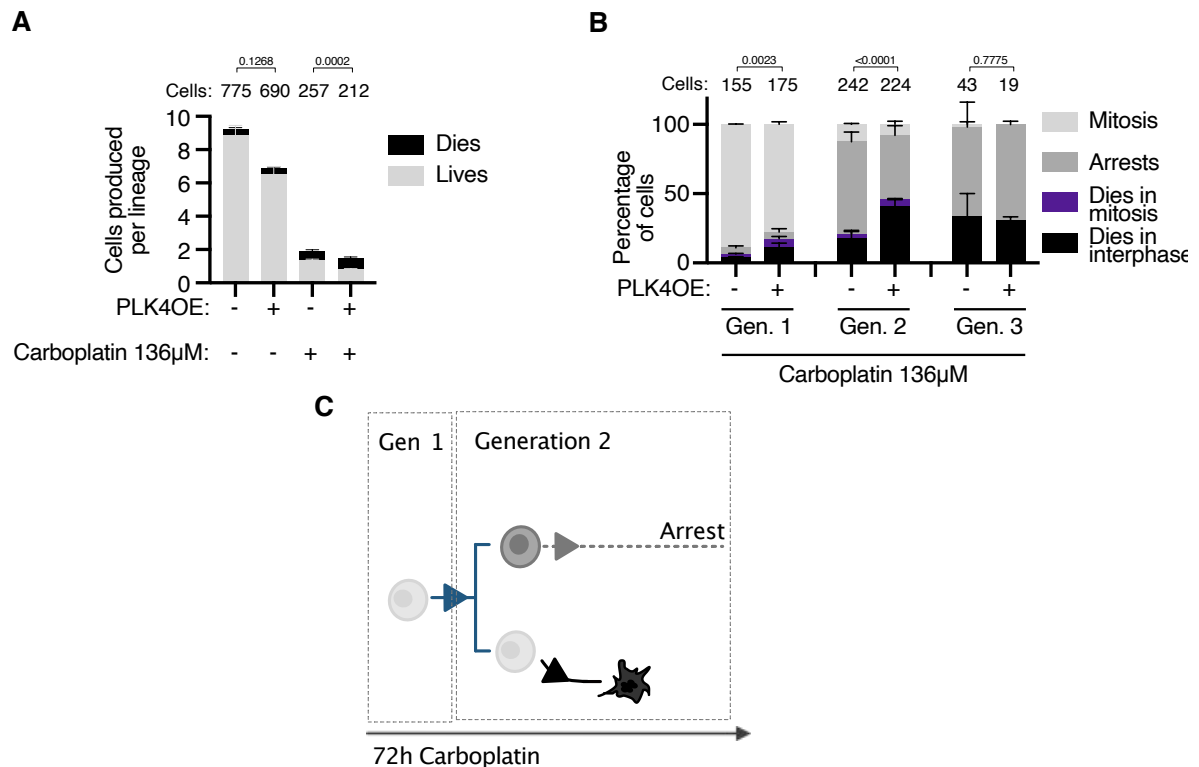 A
0.1268 0.0002
Cells: 775 690 257 212
10
8
6
4
2
0
Cells produced
per lineage
Dies
Lives
PLK4OE: - + - +
Carboplatin 136µM: - - + +
B
0.0023 <0.0001 0.7775
Cells: 155 175 242 224 43 19
100
50
0
Percentage
of cells
Mitosis
Arrests
Dies in
mitosis
Dies in
interphase
PLK4OE: - + - + - +
Gen. 1 Gen. 2 Gen. 3
Carboplatin 136µM
C
Gen 1 Generation 2
Arrest
72h Carboplatin